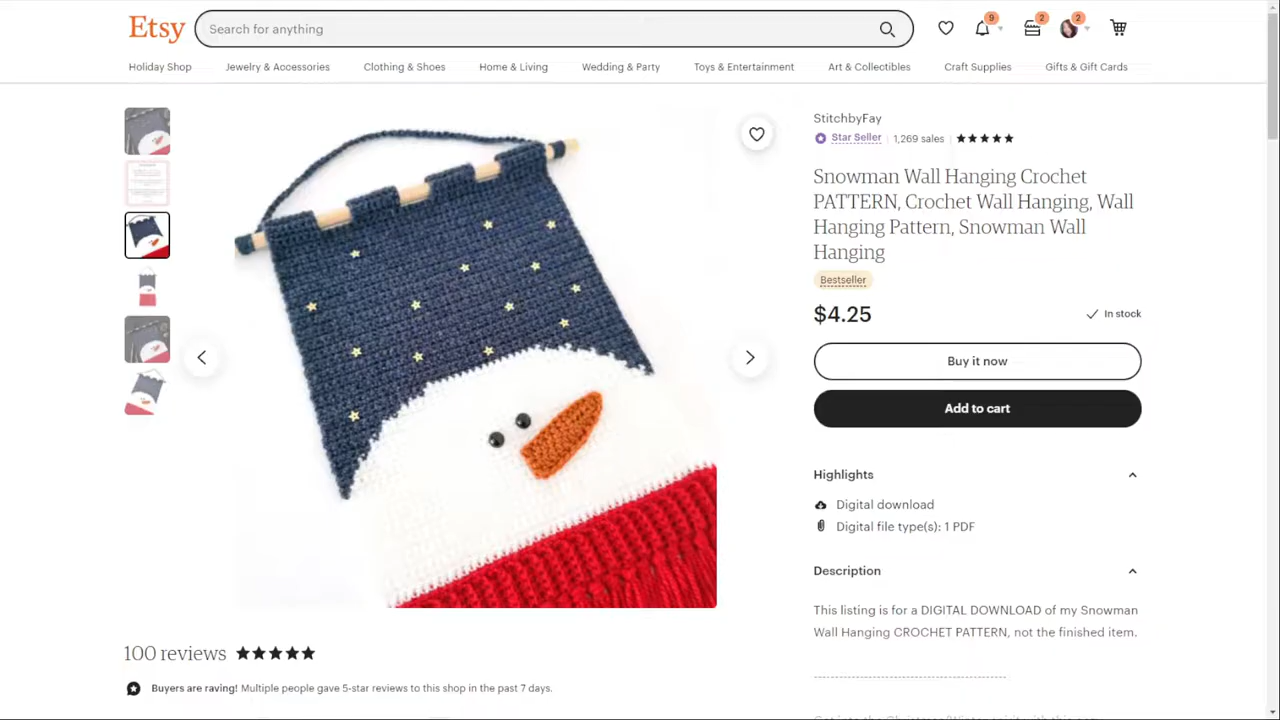 Etsy
Search for anything
9
2
2
Holiday Shop
Jewelry & Accessories
Clothing & Shoes
Home & Living
Wedding & Party
Toys & Entertainment
Art & Collectibles
Craft Supplies
Gifts & Gift Cards
StitchbyFay
Star Seller
1,269 sales
Snowman Wall Hanging Crochet
PATTERN, Crochet Wall Hanging, Wall
Hanging Pattern, Snowman Wall
Hanging
Bestseller
$4.25
In stock
Buy it now
Add to cart
Highlights
Digital download
Digital file type(s): 1 PDF
Description
This listing is for a DIGITAL DOWNLOAD of my Snowman
Wall Hanging CROCHET PATTERN, not the finished item.
100 reviews
Buyers are raving! Multiple people gave 5-star reviews to this shop in the past 7 days.